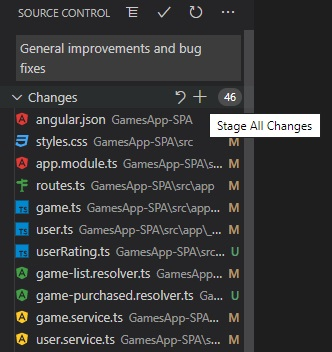 SOURCE CONTROL
General improvements and bug
fixes
Changes 46
Stage All Changes
angular.json GamesApp-SPA M
styles.css GamesApp-SPA\src M
app.module.ts GamesApp-SPA\s... M
routes.ts GamesApp-SPA\src\app M
game.ts GamesApp-SPA\src\app\... M
user.ts GamesApp-SPA\src\app\_... M
userRating.ts GamesApp-SPA\src... U
game-list.resolver.ts GamesAp... M
game-purchased.resolver.ts Ga... U
game.service.ts GamesApp-SPA\... M
user.service.ts GamesApp-SPA\s... M